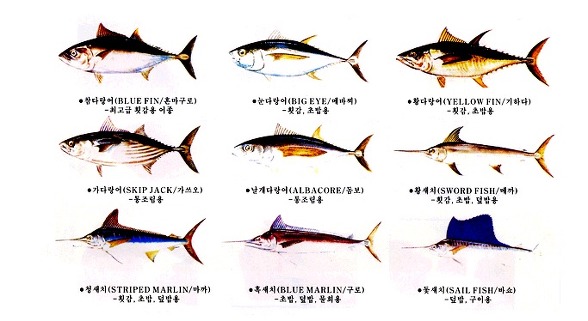 ●참다랑어(BLUE FIN/혼마구로)
-최고급 횟감용 어종
●눈다랑어(BIG EYE/메바찌)
-횟감, 초밥용
●황다랑어(YELLOW FIN/기하다)
-횟감, 초밥용
●가다랑어(SKIP JACK/가쓰오)
-통조림용
●날개다랑어(ALBACORE/돔보)
-통조림용
●황새치(SWORD FISH/메까)
-횟감, 초밥, 덮밥용
●청새치(STRIPED MARLIN/마까)
-횟감, 초밥, 덮밥용
●흑새치(BLUE MARLIN/구로)
-초밥, 덮밥, 물회용
●돛새치(SAIL FISH/바쇼)
-덮밥, 구이용